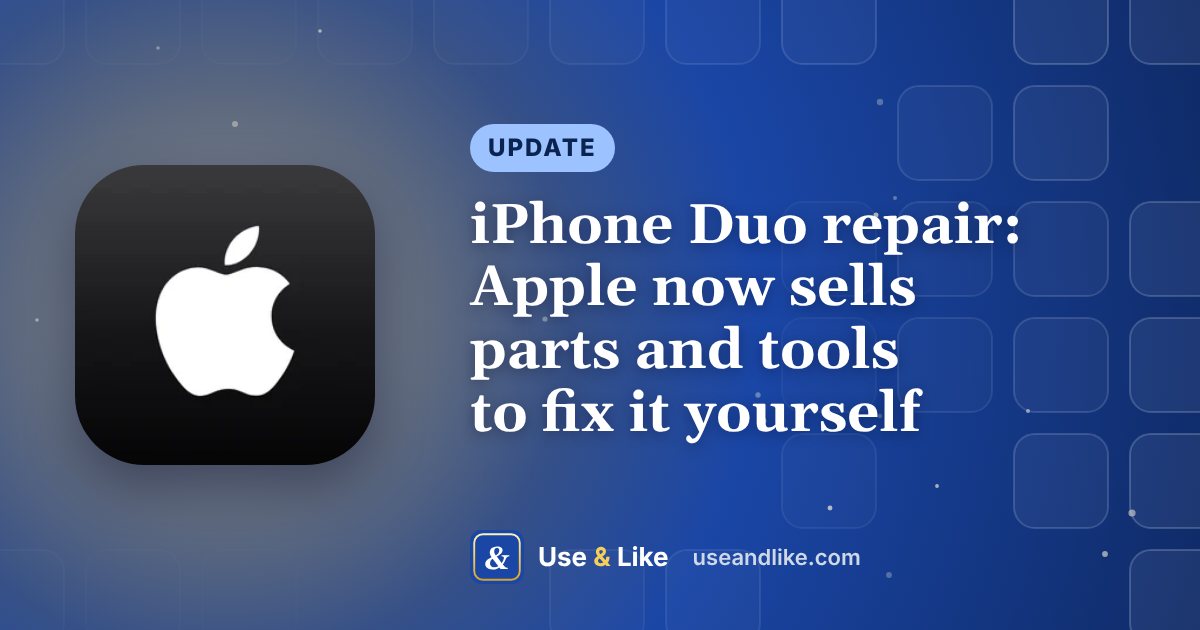 UPDATE
iPhone Duo repair:
Apple now sells
parts and tools
to fix it yourself
& Use & Like useandlike.com